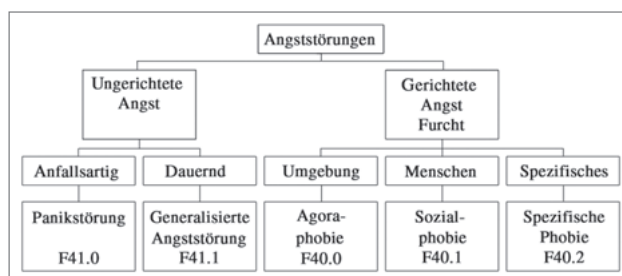 Angststörungen
Ungerichtete
Angst
Gerichtete
Angst
Furcht
Anfallsartig
Dauernd
Umgebung
Menschen
Spezifisches
Panikstörung
F41.0
Generalisierte
Angststörung
F41.1
Agora-
phobie
F40.0
Sozial-
phobie
F40.1
Spezifische
Phobie
F40.2